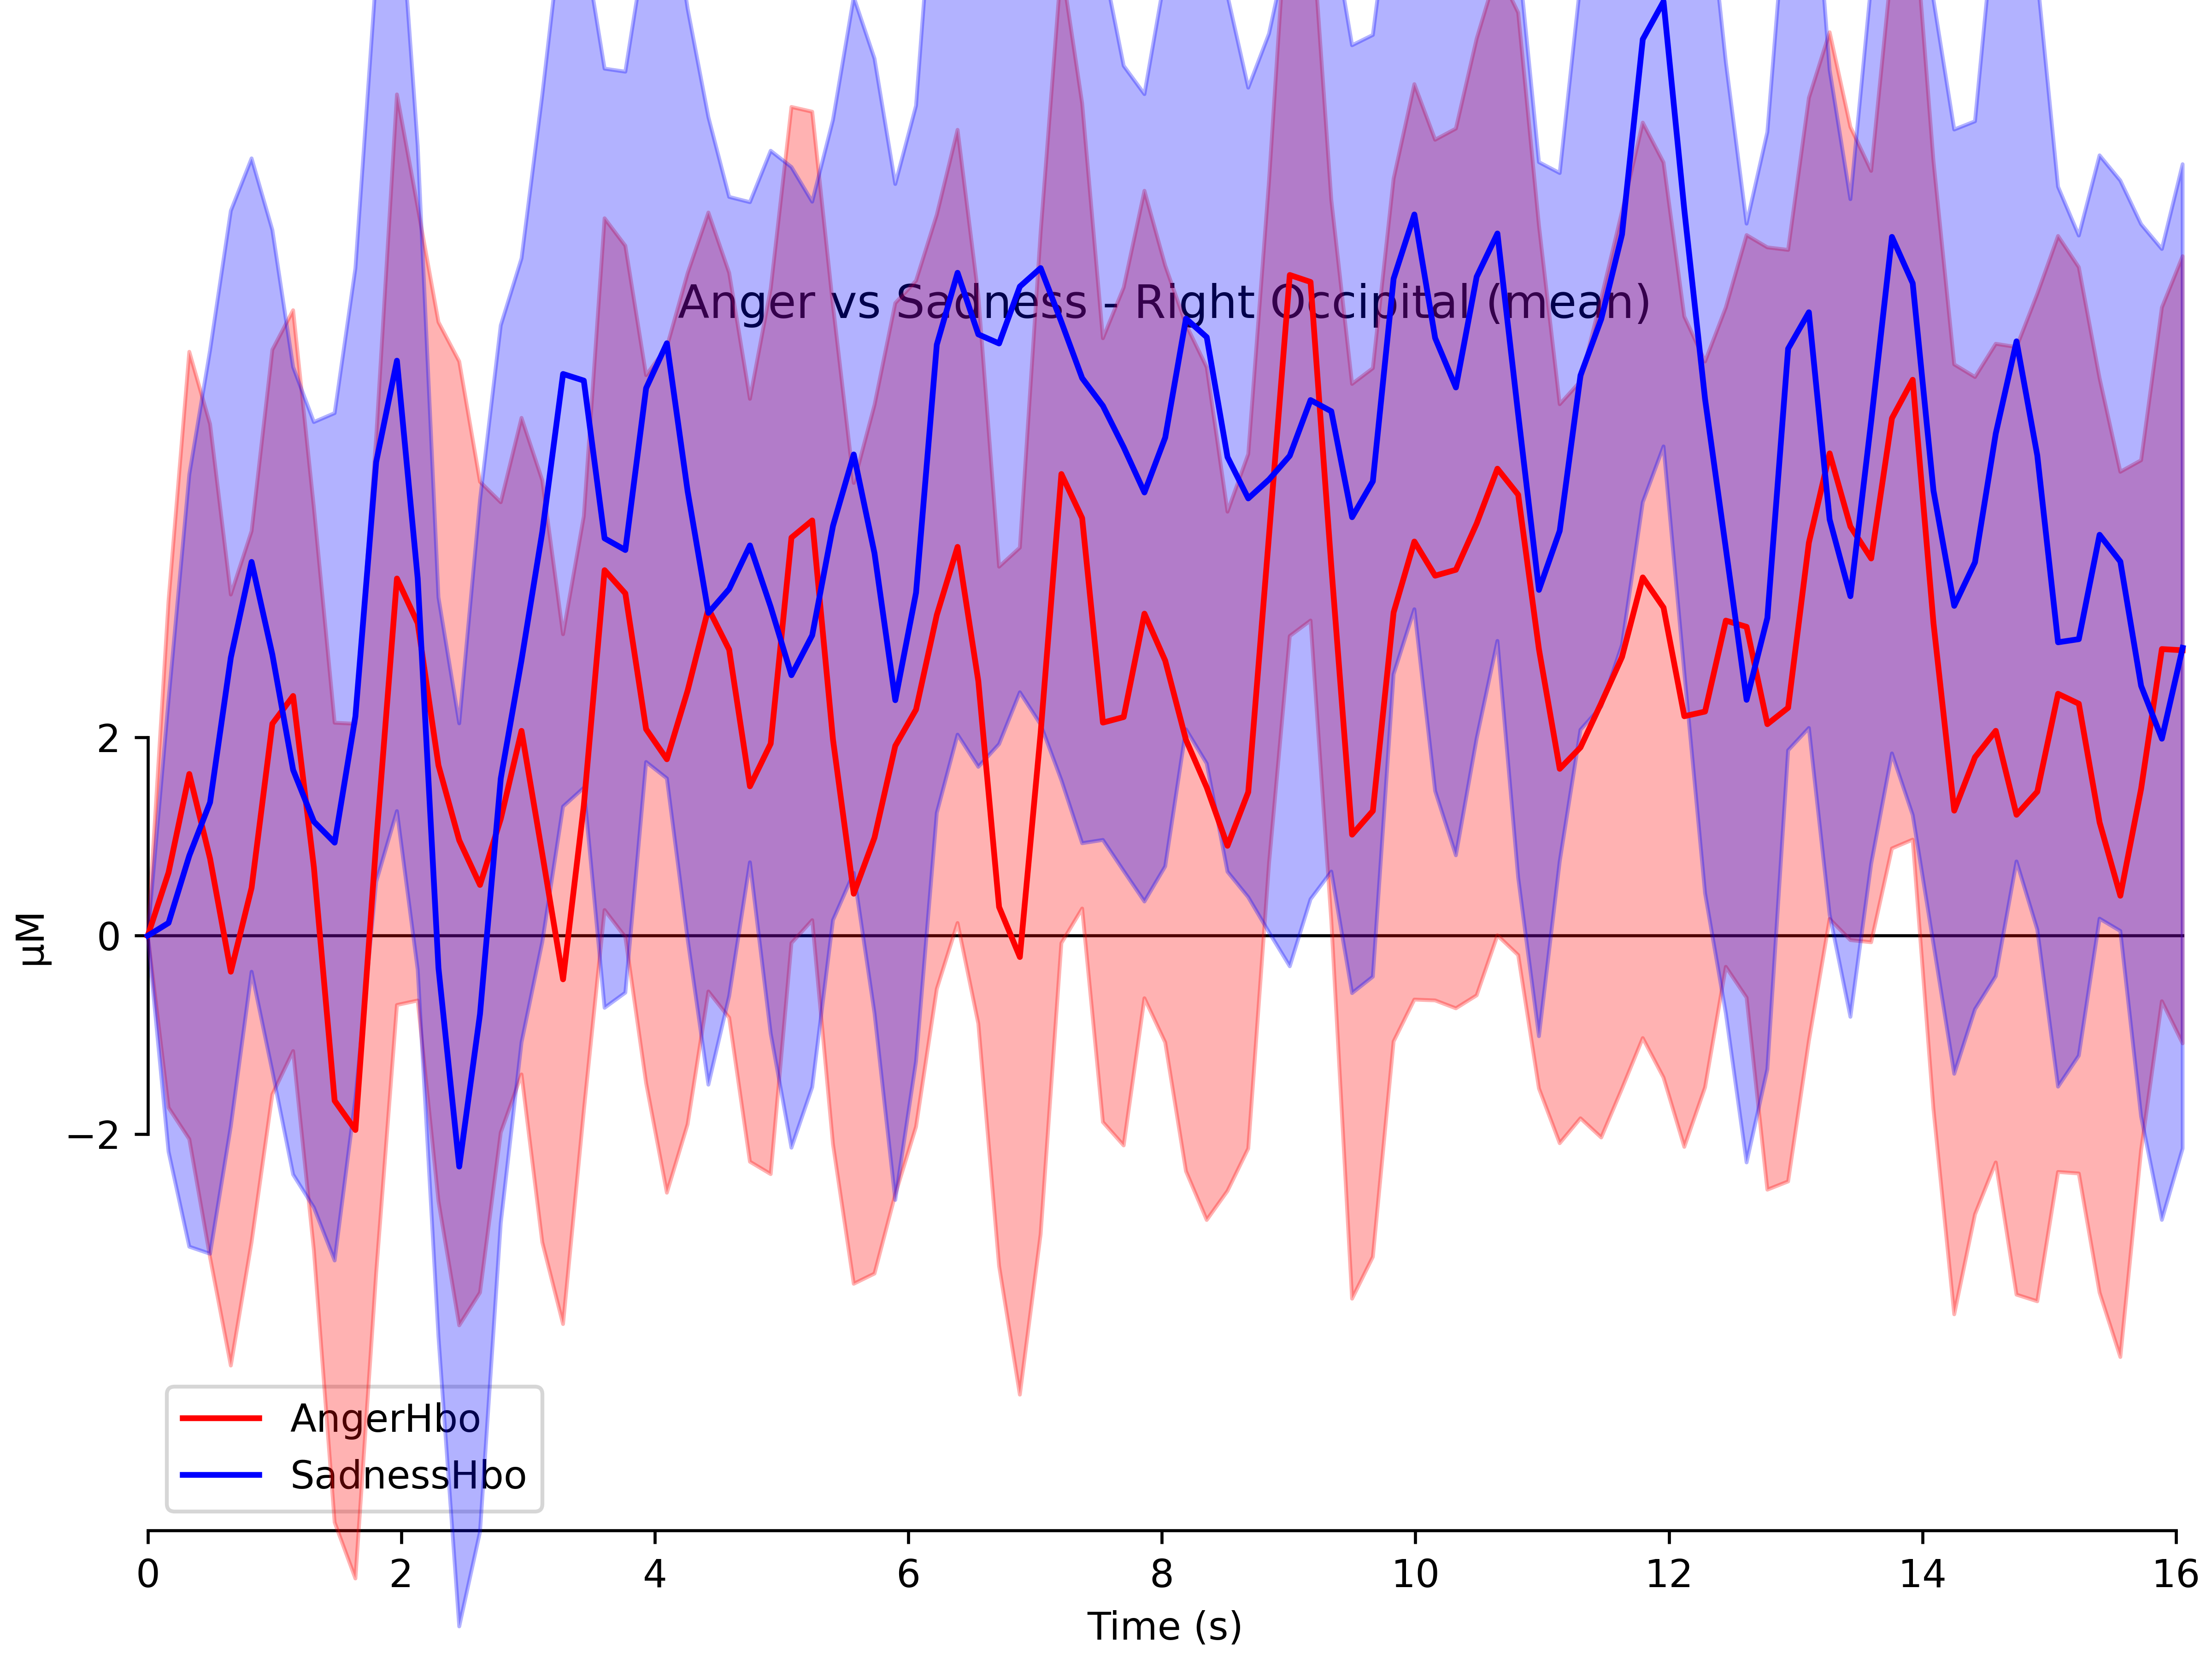 Anger vs Sadness - Right Occipital (mean)
2
0
−2
µM
AngerHbo
SadnessHbo
0 2 4 6 8 10 12 14 16
Time (s)